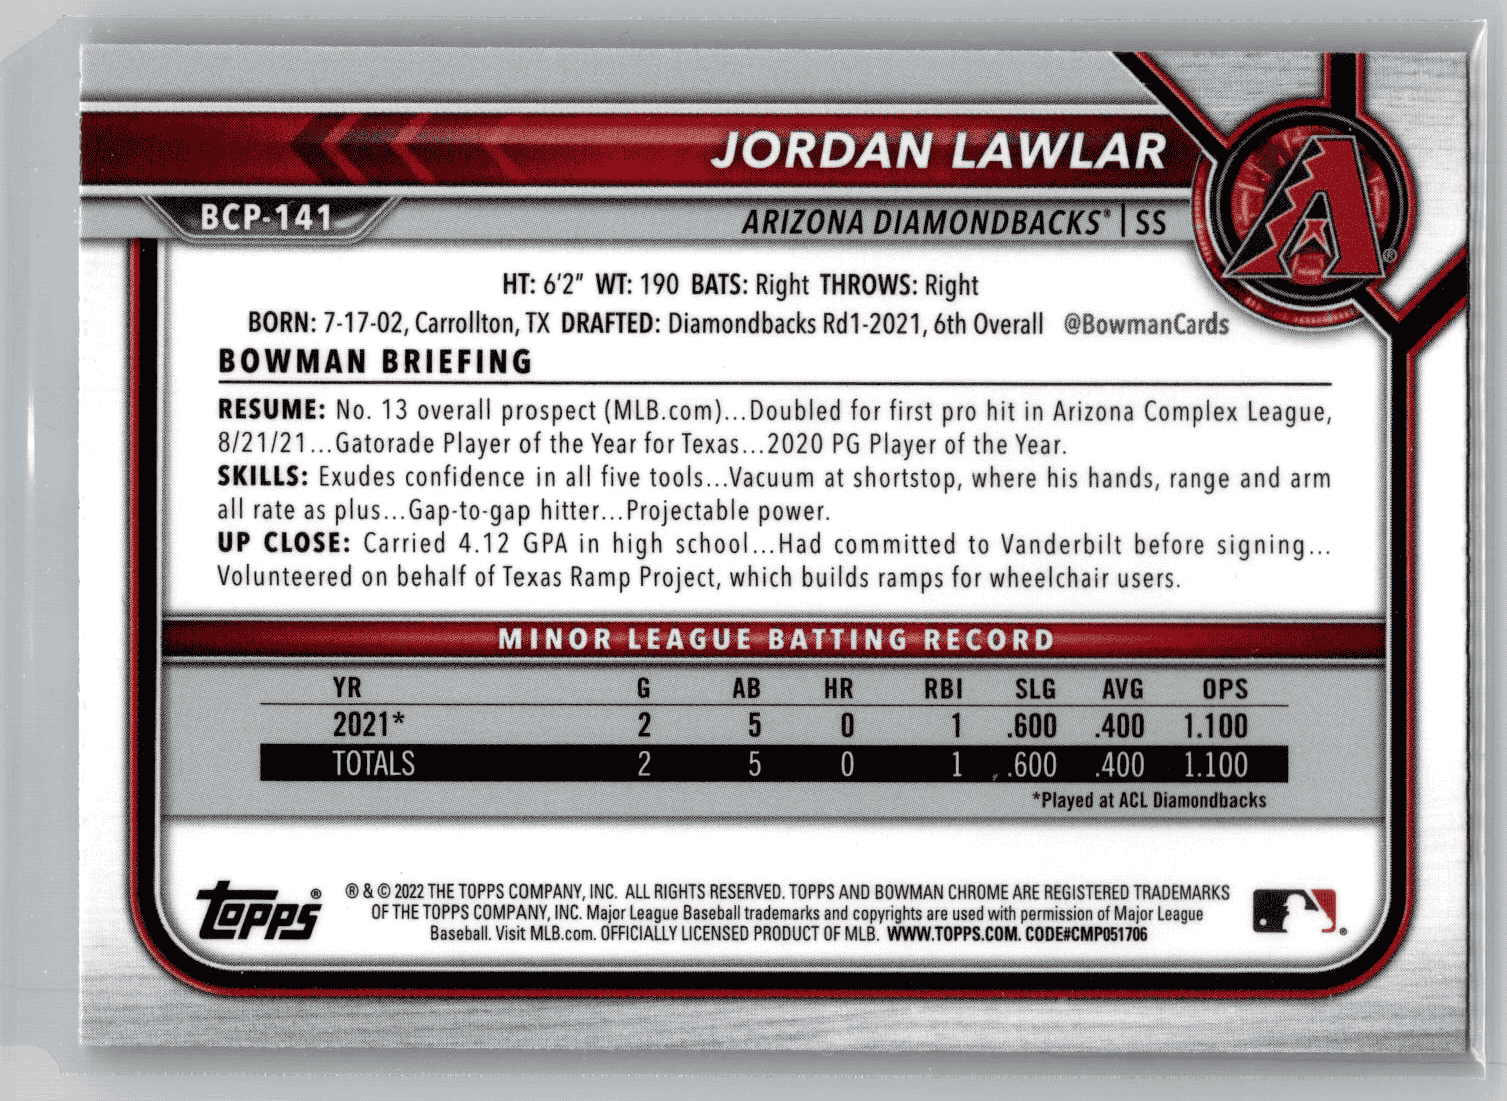 JORDAN LAWLAR
BCP-141
ARIZONA DIAMONDBACKS® | SS
A ®
HT: 6'2" WT: 190 BATS: Right THROWS: Right
BORN: 7-17-02, Carrollton, TX DRAFTED: Diamondbacks Rd1-2021, 6th Overall @BowmanCards
BOWMAN BRIEFING
RESUME: No. 13 overall prospect (MLB.com)...Doubled for first pro hit in Arizona Complex League,
8/21/21...Gatorade Player of the Year for Texas...2020 PG Player of the Year.
SKILLS: Exudes confidence in all five tools...Vacuum at shortstop, where his hands, range and arm
all rate as plus...Gap-to-gap hitter...Projectable power.
UP CLOSE: Carried 4.12 GPA in high school...Had committed to Vanderbilt before signing...
Volunteered on behalf of Texas Ramp Project, which builds ramps for wheelchair users.
MINOR LEAGUE BATTING RECORD
YR G AB HR RBI SLG AVG OPS
2021* 2 5 0 1 .600 .400 1.100
TOTALS 2 5 0 1 .600 .400 1.100
*Played at ACL Diamondbacks
Topps®
® & © 2022 THE TOPPS COMPANY, INC. ALL RIGHTS RESERVED. TOPPS AND BOWMAN CHROME ARE REGISTERED TRADEMARKS
OF THE TOPPS COMPANY, INC. Major League Baseball trademarks and copyrights are used with permission of Major League
Baseball. Visit MLB.com. OFFICIALLY LICENSED PRODUCT OF MLB. WWW.TOPPS.COM. CODE#CMP051706